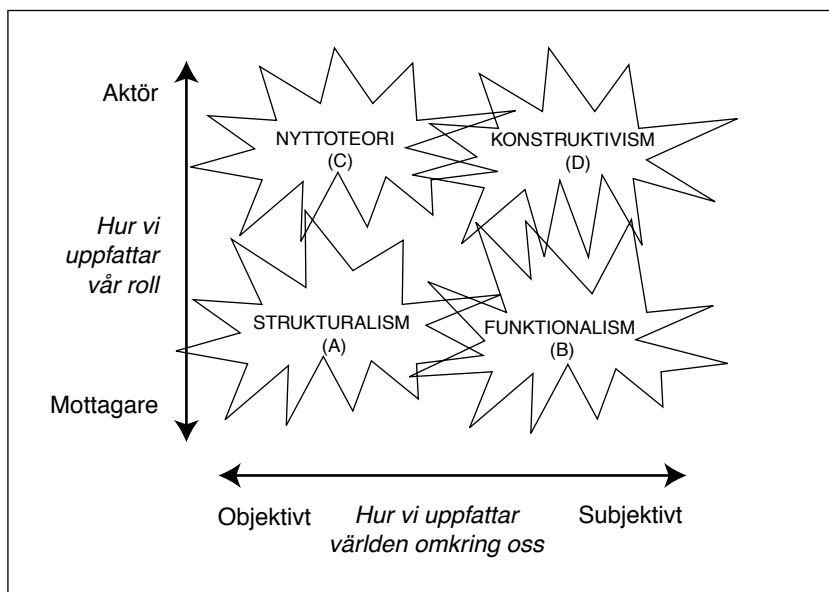 Aktör
NYTTOTEORI
(C)
KONSTRUKTIVISM
(D)
Hur vi
uppfattar
vår roll
STRUKTURALISM
(A)
FUNKTIONALISM
(B)
Mottagare
Objektivt
Hur vi uppfattar
världen omkring oss
Subjektivt